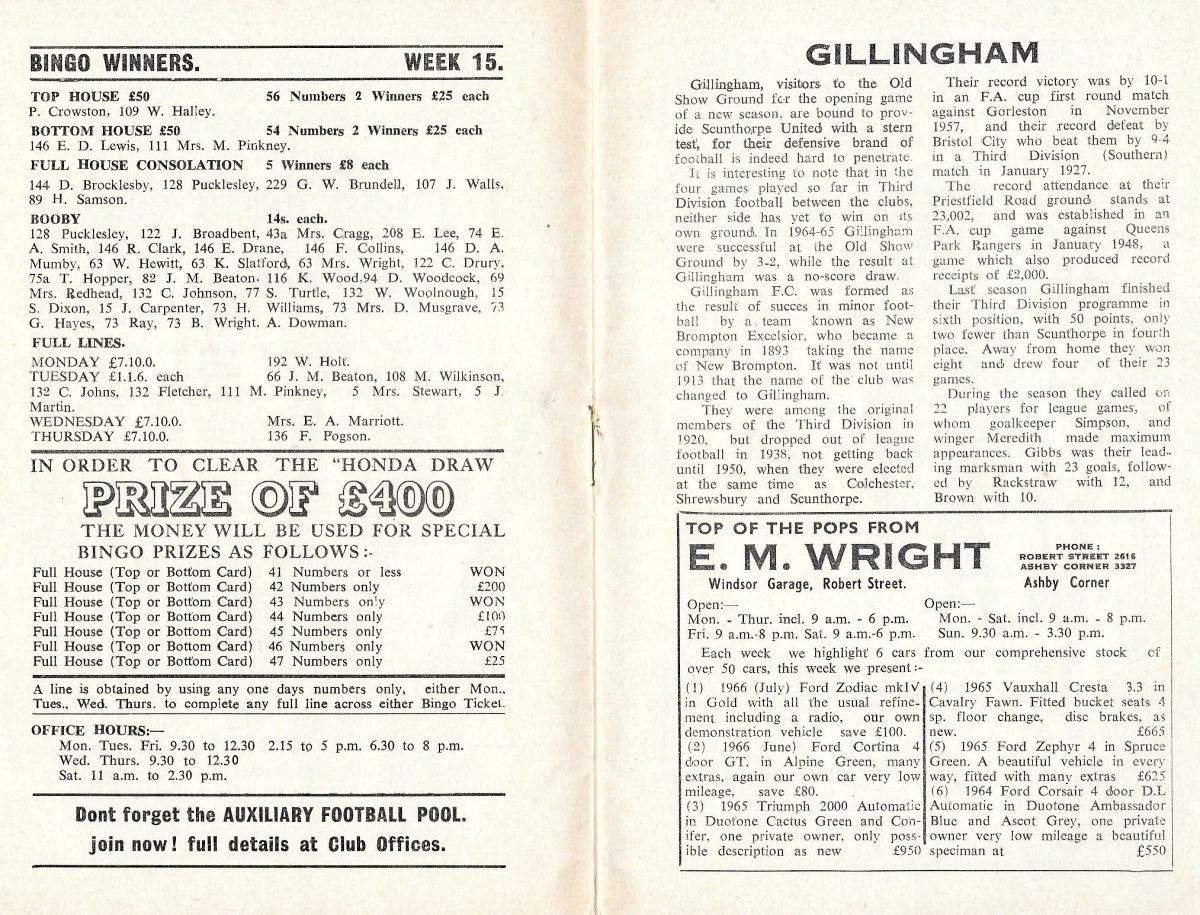 BINGO WINNERS. WEEK 15.
TOP HOUSE £50 56 Numbers 2 Winners £25 each
P. Crowston, 109 W. Halley.
BOTTOM HOUSE £50 54 Numbers 2 Winners £25 each
146 E. D. Lewis, 111 Mrs. M. Pinkney.
FULL HOUSE CONSOLATION 5 Winners £8 each
144 D. Brocklesby, 128 Pucklesley, 229 G. W. Brundell, 107 J. Walls,
89 H. Samson.
BOOBY 14s. each.
128 Pucklesley, 122 J. Broadbent, 43a Mrs. Cragg, 208 E. Lee, 74 E.
A. Smith, 146 R. Clark, 146 E. Drane, 146 F. Collins, 146 D. A.
Mumby, 63 W. Hewitt, 63 K. Slatford, 63 Mrs. Wright, 122 C. Drury,
75a T. Hopper, 82 J. M. Beaton. 116 K. Wood,94 D. Woodcock, 69
Mrs. Redhead, 132 C. Johnson, 77 S. Turtle, 132 W. Woolnough, 15
S. Dixon, 15 J. Carpenter, 73 H. Williams, 73 Mrs. D. Musgrave, 73
G. Hayes, 73 Ray, 73 B. Wright. A. Dowman.
FULL LINES.
MONDAY £7.10.0. 192 W. Holt.
TUESDAY £1.1.6. each 66 J. M. Beaton, 108 M. Wilkinson,
132 C. Johns, 132 Fletcher, 111 M. Pinkney, 5 Mrs. Stewart, 5 J.
Martin.
WEDNESDAY £7.10.0. Mrs. E. A. Marriott.
THURSDAY £7.10.0. 136 F. Pogson.
IN ORDER TO CLEAR THE "HONDA DRAW
PRIZE OF £400
THE MONEY WILL BE USED FOR SPECIAL
BINGO PRIZES AS FOLLOWS :-
Full House (Top or Bottom Card) 41 Numbers or less WON
Full House (Top or Bottom Card) 42 Numbers only £200
Full House (Top or Bottom Card) 43 Numbers only WON
Full House (Top or Bottom Card) 44 Numbers only £100
Full House (Top or Bottom Card) 45 Numbers only £75
Full House (Top or Bottom Card) 46 Numbers only WON
Full House (Top or Bottom Card) 47 Numbers only £25
A line is obtained by using any one days numbers only, either Mon.,
Tues., Wed. Thurs. to complete any full line across either Bingo Ticket.
OFFICE HOURS:—
Mon. Tues. Fri. 9.30 to 12.30 2.15 to 5 p.m. 6.30 to 8 p.m.
Wed. Thurs. 9.30 to 12.30
Sat. 11 a.m. to 2.30 p.m.
Dont forget the AUXILIARY FOOTBALL POOL.
join now! full details at Club Offices.
GILLINGHAM
Gillingham, visitors to the Old
Show Ground for the opening game
of a new season, are bound to prov-
ide Scunthorpe United with a stern
test, for their defensive brand of
football is indeed hard to penetrate.
It is interesting to note that in the
four games played so far in Third
Division football between the clubs,
neither side has yet to win on its
own ground. In 1964-65 Gillingham
were successful at the Old Show
Ground by 3-2, while the result at
Gillingham was a no-score draw.
Gillingham F.C. was formed as
the result of succes in minor foot-
ball by a team known as New
Brompton Excelsior, who became a
company in 1893 taking the name
of New Brompton. It was not until
1913 that the name of the club was
changed to Gillingham.
They were among the original
members of the Third Division in
1920, but dropped out of league
football in 1938, not getting back
until 1950, when they were elected
at the same time as Colchester,
Shrewsbury and Scunthorpe.
Their record victory was by 10-1
in an F.A. cup first round match
against Gorleston in November
1957, and their record defeat by
Bristol City who beat them by 9-4
in a Third Division (Southern)
match in January 1927.
The record attendance at their
Priestfield Road ground stands at
23,002, and was established in an
F.A. cup game against Queens
Park Rangers in January 1948, a
game which also produced record
receipts of £2,000.
Last season Gillingham finished
their Third Division programme in
sixth position, with 50 points, only
two fewer than Scunthorpe in fourth
place. Away from home they won
eight and drew four of their 23
games.
During the season they called on
22 players for league games, of
whom goalkeeper Simpson, and
winger Meredith made maximum
appearances. Gibbs was their lead-
ing marksman with 23 goals, follow-
ed by Rackstraw with 12, and
Brown with 10.
TOP OF THE POPS FROM
E. M. WRIGHT
PHONE :
ROBERT STREET 2616
ASHBY CORNER 3327
Windsor Garage, Robert Street. Ashby Corner
Open:— Open:—
Mon. - Thur. incl. 9 a.m. - 6 p.m. Mon. - Sat. incl. 9 a.m. - 8 p.m.
Fri. 9 a.m.-8 p.m. Sat. 9 a.m.-6 p.m. Sun. 9.30 a.m. - 3.30 p.m.
Each week we highlight 6 cars from our comprehensive stock of
over 50 cars, this week we present :-
(1) 1966 (July) Ford Zodiac mkIV
in Gold with all the usual refine-
ment including a radio, our own
demonstration vehicle save £100.
(2) 1966 June) Ford Cortina 4
door GT. in Alpine Green, many
extras, again our own car very low
mileage, save £80.
(3) 1965 Triumph 2000 Automatic
in Duotone Cactus Green and Con-
ifer, one private owner, only poss-
ible description as new £950
(4) 1965 Vauxhall Cresta 3.3 in
Cavalry Fawn. Fitted bucket seats 4
sp. floor change, disc brakes, as
new. £665
(5) 1965 Ford Zephyr 4 in Spruce
Green. A beautiful vehicle in every
way, fitted with many extras £625
(6) 1964 Ford Corsair 4 door D.L
Automatic in Duotone Ambassador
Blue and Ascot Grey, one private
owner very low mileage a beautiful
speciman at £550